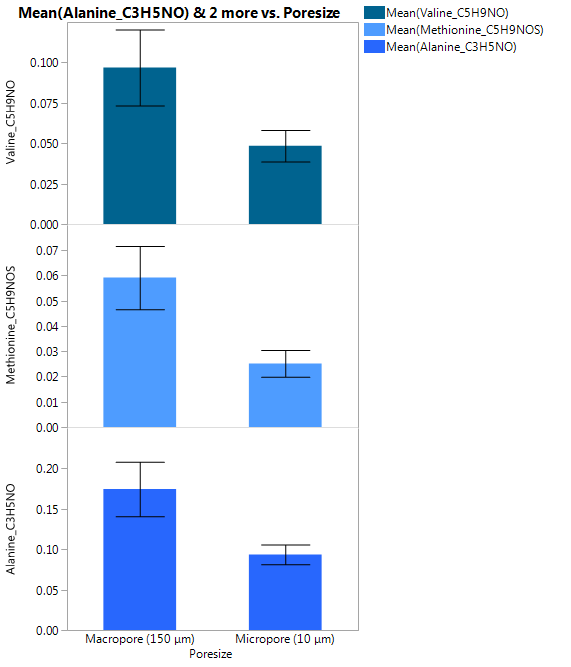 Mean(Alanine_C3H5NO) & 2 more vs. Poresize
Mean(Valine_C5H9NO)
Mean(Methionine_C5H9NOS)
Mean(Alanine_C3H5NO)
Valine_C5H9NO
0.100
0.075
0.050
0.025
0.000
Methionine_C5H9NOS
0.07
0.06
0.05
0.04
0.03
0.02
0.01
0.00
Alanine_C3H5NO
0.20
0.15
0.10
0.05
0.00
Macropore (150 µm) Micropore (10 µm)
Poresize